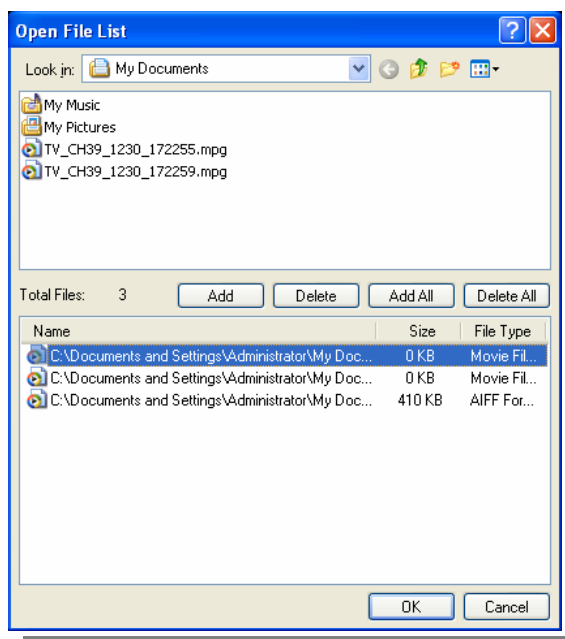 Open File List
Look in: My Documents
My Music
My Pictures
TV_CH39_1230_172255.mpg
TV_CH39_1230_172259.mpg
Total Files: 3 Add Delete Add All Delete All
Name Size File Type
C:\Documents and Settings\Administrator\My Doc... 0 KB Movie Fil...
C:\Documents and Settings\Administrator\My Doc... 0 KB Movie Fil...
C:\Documents and Settings\Administrator\My Doc... 410 KB AIFF For...
OK Cancel